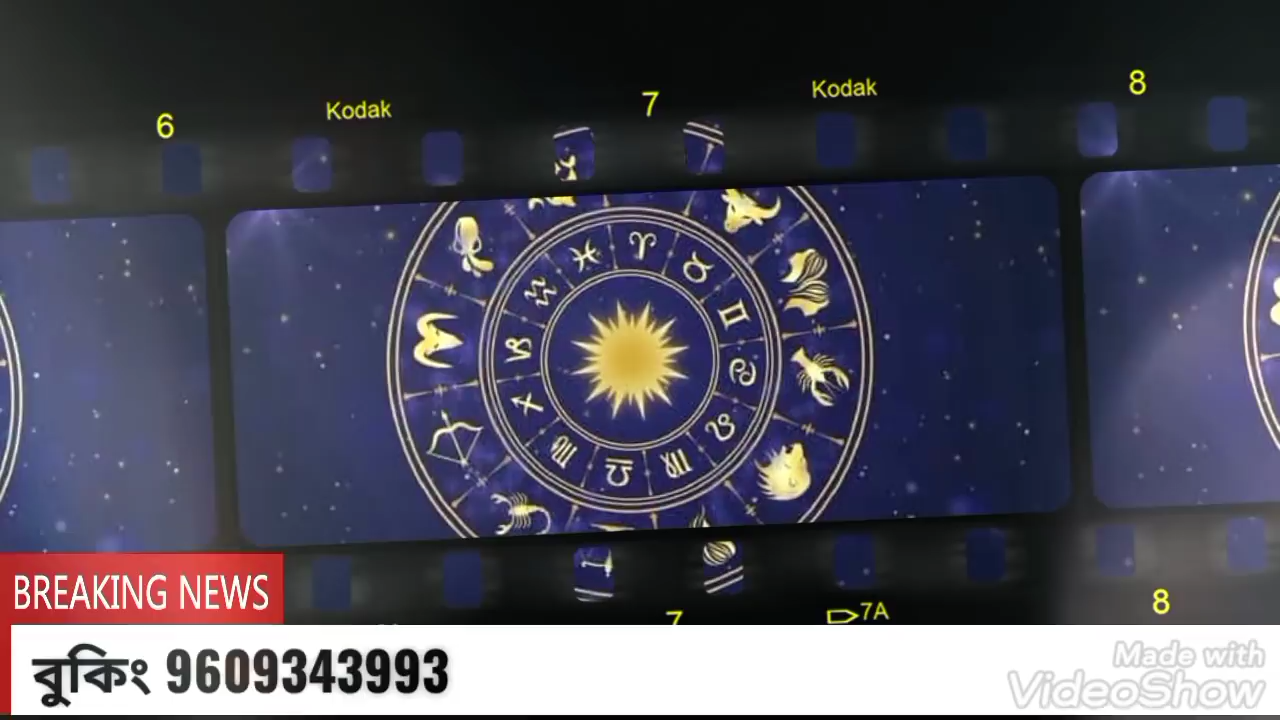 6 Kodak 7 Kodak 8
7 7A 8
BREAKING NEWS
বুকিং 9609343993
Made with
VideoShow